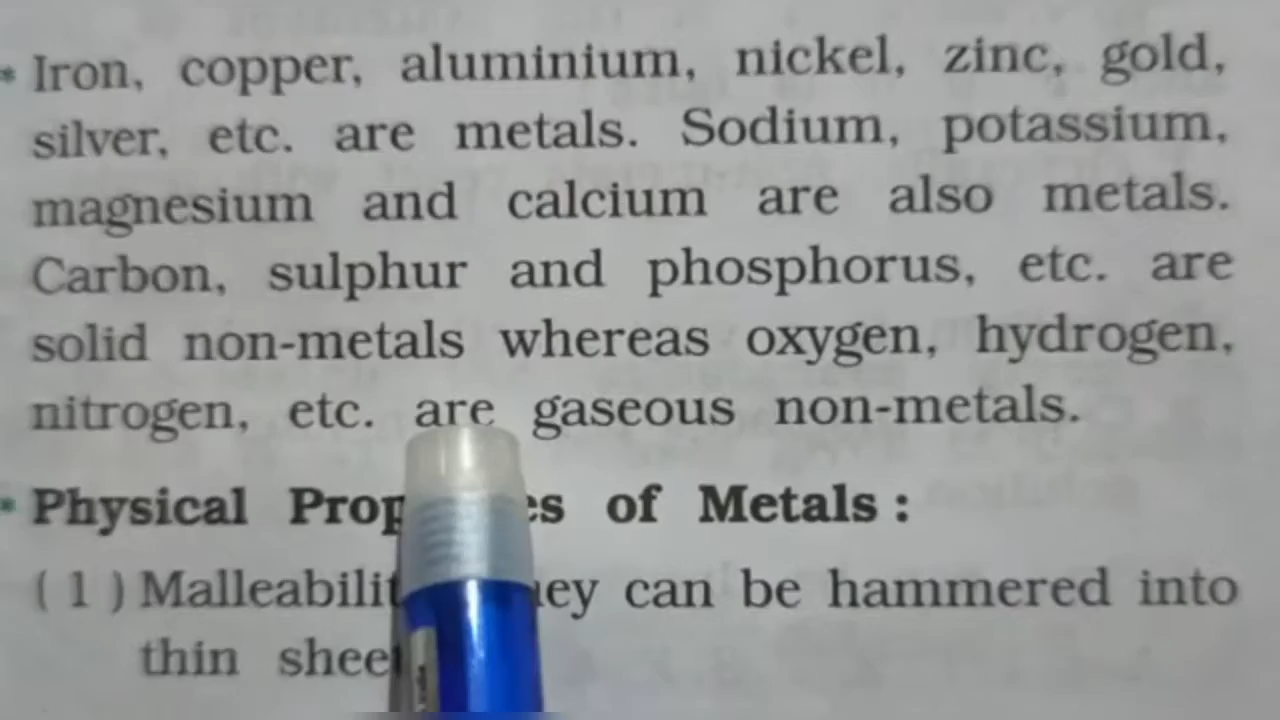 * Iron, copper, aluminium, nickel, zinc, gold,
silver, etc. are metals. Sodium, potassium,
magnesium and calcium are also metals.
Carbon, sulphur and phosphorus, etc. are
solid non-metals whereas oxygen, hydrogen,
nitrogen, etc. are gaseous non-metals.
* Physical of Metals :
( 1 ) can be hammered into
thin